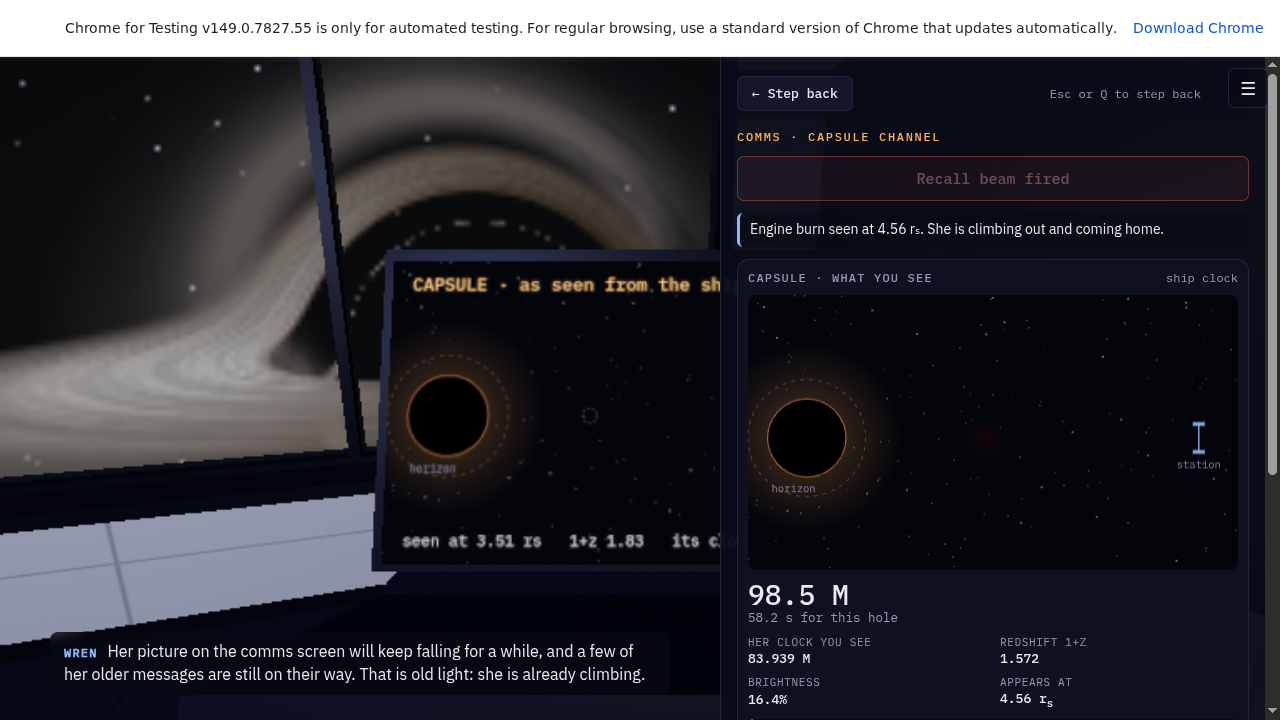 Chrome for Testing v149.0.7827.55 is only for automated testing. For regular browsing, use a standard version of Chrome that updates automatically. Download Chrome
← Step back
Esc or Q to step back
☰
COMMS · CAPSULE CHANNEL
Recall beam fired
Engine burn seen at 4.56 rₛ. She is climbing out and coming home.
CAPSULE · WHAT YOU SEE
ship clock
horizon
station
98.5 M
58.2 s for this hole
HER CLOCK YOU SEE
83.939 M
REDSHIFT 1+Z
1.572
BRIGHTNESS
16.4%
APPEARS AT
4.56 rₛ
CAPSULE · as seen from the
horizon
seen at 3.51 rs 1+z 1.83 its
WREN Her picture on the comms screen will keep falling for a while, and a few of
her older messages are still on their way. That is old light: she is already climbing.